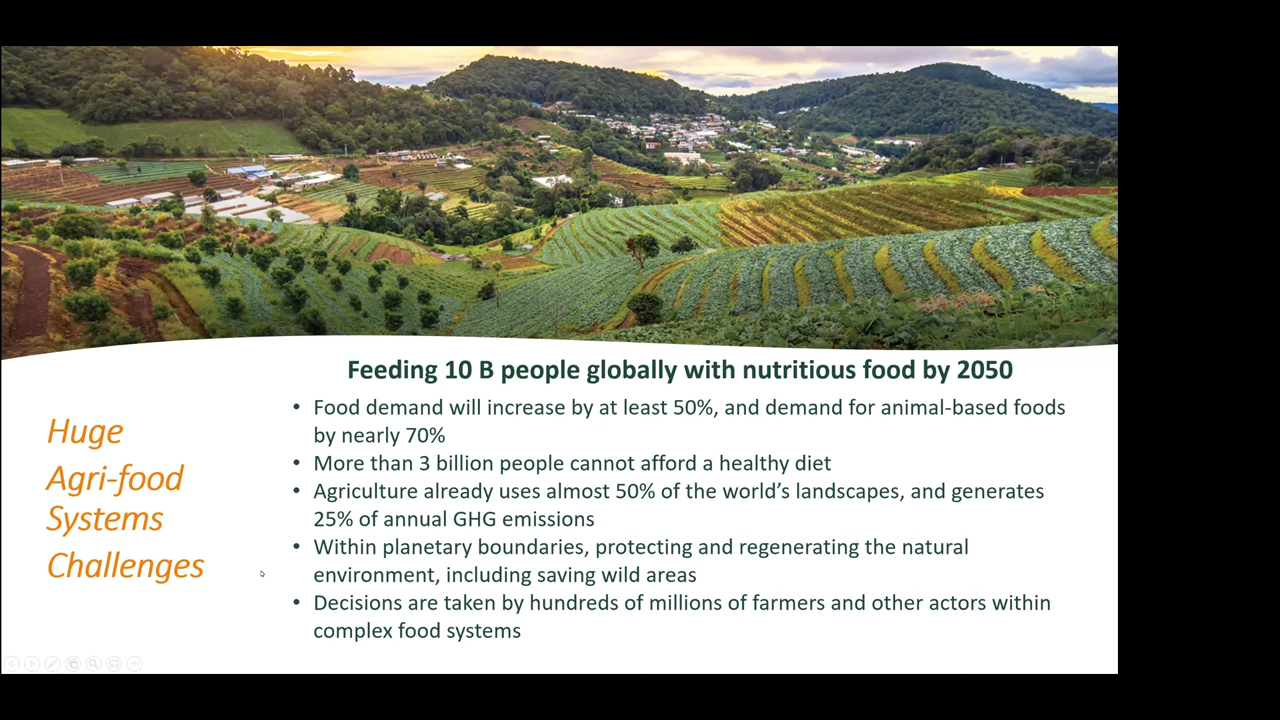 Feeding 10 B people globally with nutritious food by 2050
Huge
Agri-food
Systems
Challenges
• Food demand will increase by at least 50%, and demand for animal-based foods
by nearly 70%
• More than 3 billion people cannot afford a healthy diet
• Agriculture already uses almost 50% of the world's landscapes, and generates
25% of annual GHG emissions
• Within planetary boundaries, protecting and regenerating the natural
environment, including saving wild areas
• Decisions are taken by hundreds of millions of farmers and other actors within
complex food systems